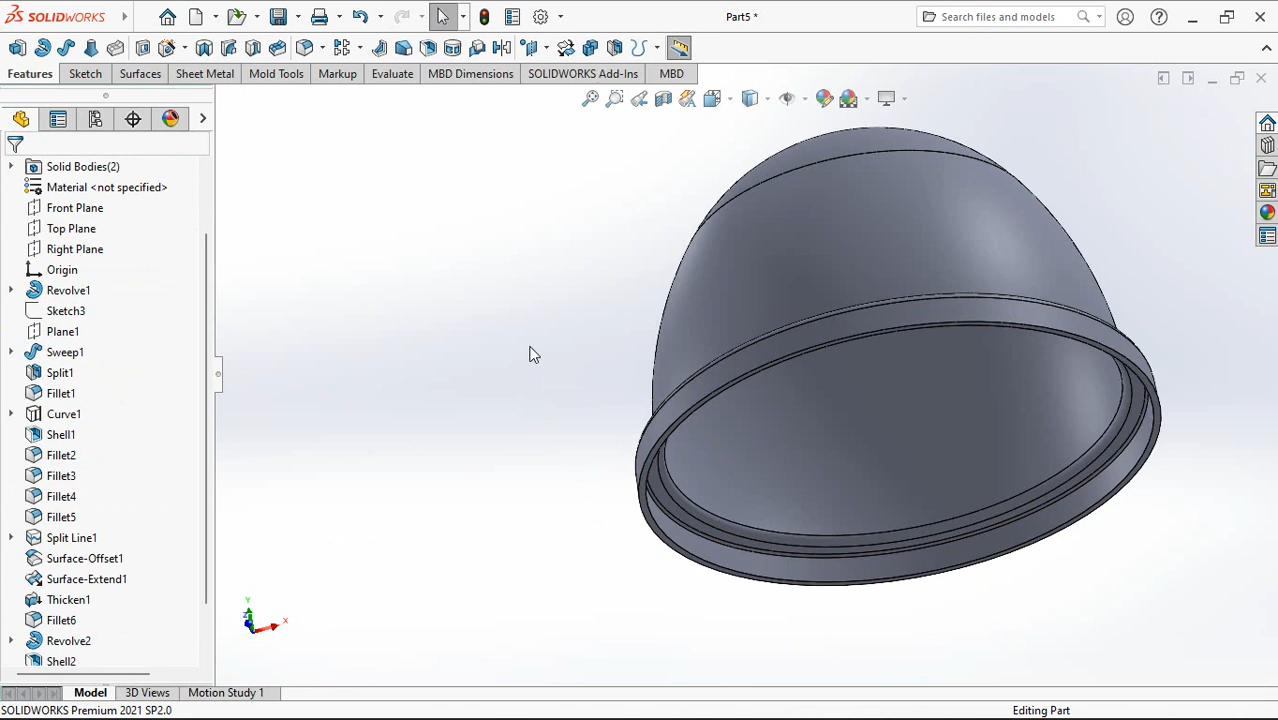 SOLIDWORKS
Part5 *
Search files and models
Features
Sketch
Surfaces
Sheet Metal
Mold Tools
Markup
Evaluate
MBD Dimensions
SOLIDWORKS Add-Ins
MBD
Solid Bodies(2)
Material <not specified>
Front Plane
Top Plane
Right Plane
Origin
Revolve1
Sketch3
Plane1
Sweep1
Split1
Fillet1
Curve1
Shell1
Fillet2
Fillet3
Fillet4
Fillet5
Split Line1
Surface-Offset1
Surface-Extend1
Thicken1
Fillet6
Revolve2
Shell2
Y
X
Z
Model
3D Views
Motion Study 1
SOLIDWORKS Premium 2021 SP2.0
Editing Part